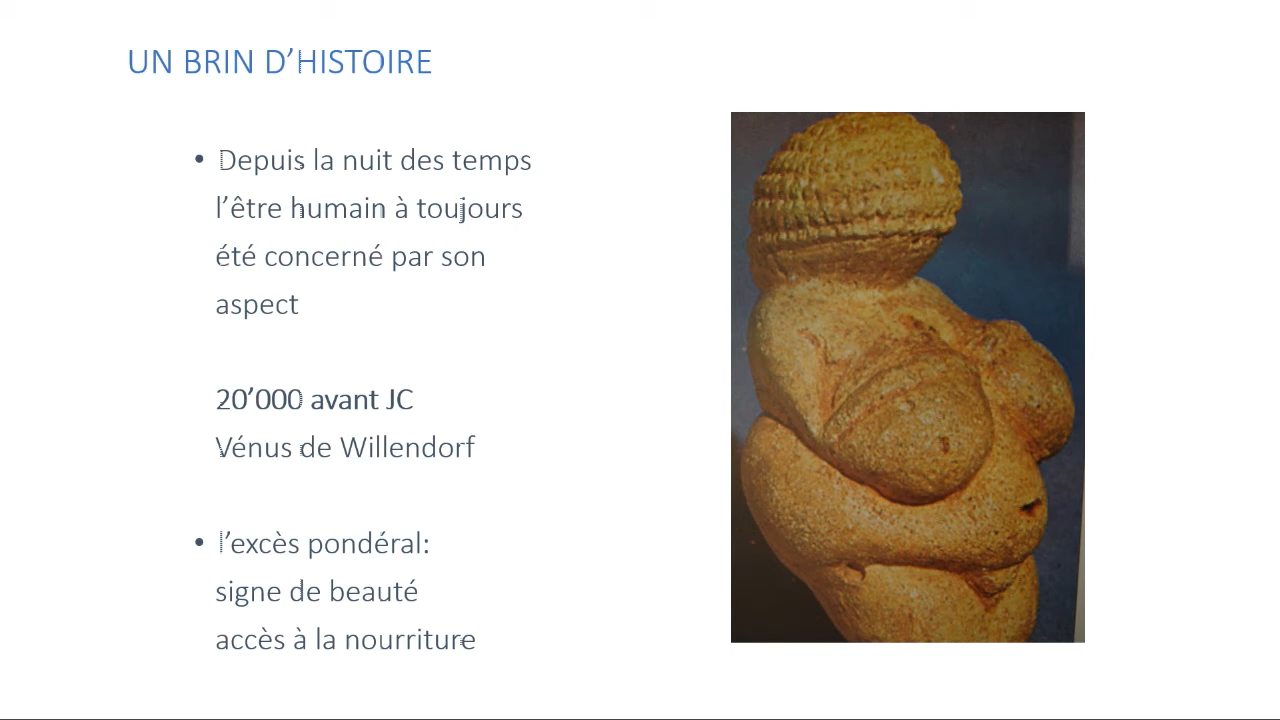 UN BRIN D’HISTOIRE
• Depuis la nuit des temps
l’être humain à toujours
été concerné par son
aspect
20’000 avant JC
Vénus de Willendorf
• l’excès pondéral:
signe de beauté
accès à la nourriture